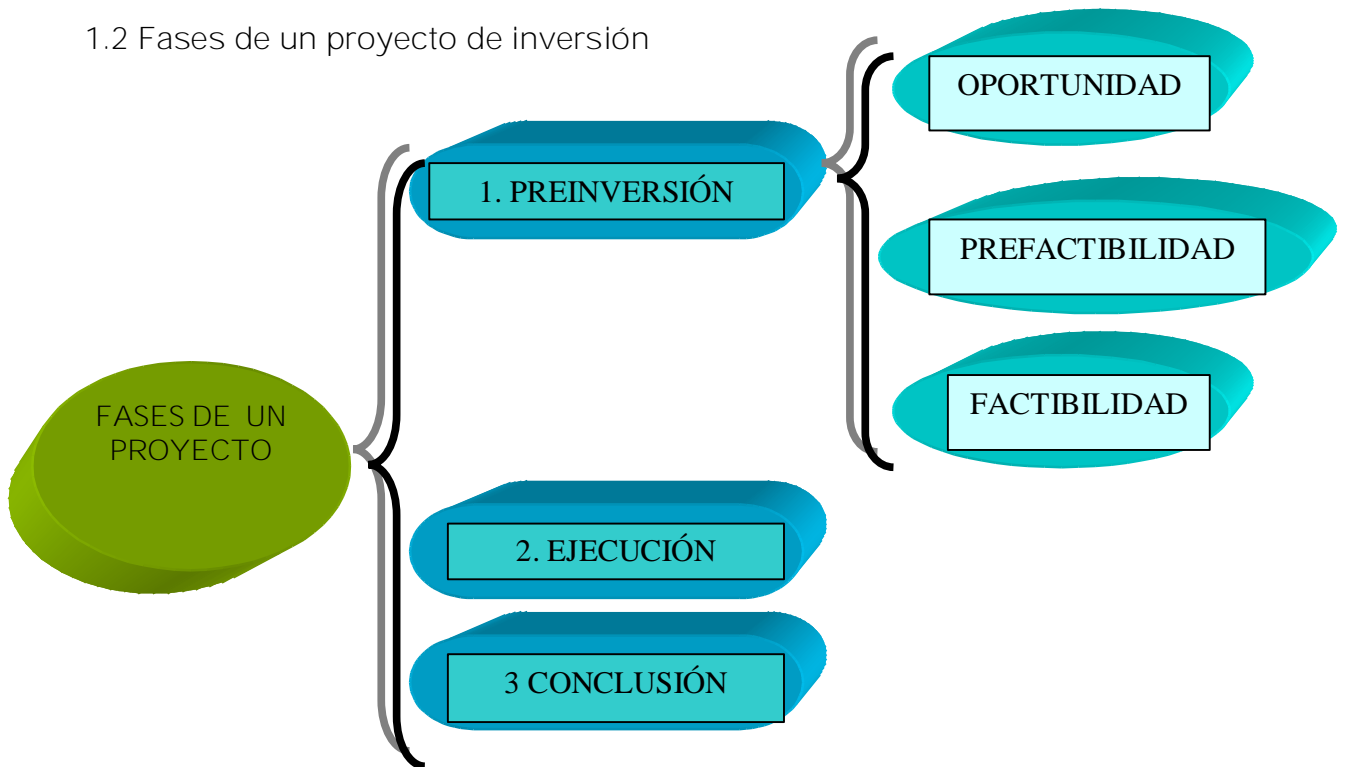 1.2 Fases de un proyecto de inversión
FASES DE UN
PROYECTO
1. PREINVERSIÓN
OPORTUNIDAD
PREFACTIBILIDAD
FACTIBILIDAD
2. EJECUCIÓN
3 CONCLUSIÓN